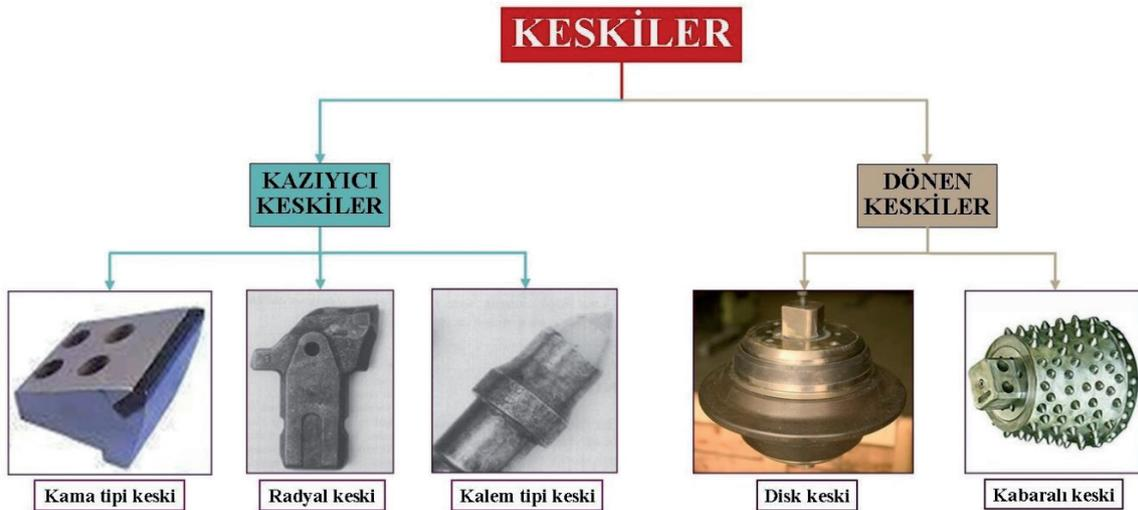 KESKİLER
KAZIYICI
KESKİLER
DÖNEN
KESKİLER
Kama tipi keski
Radyal keski
Kalem tipi keski
Disk keski
Kabaralı keski